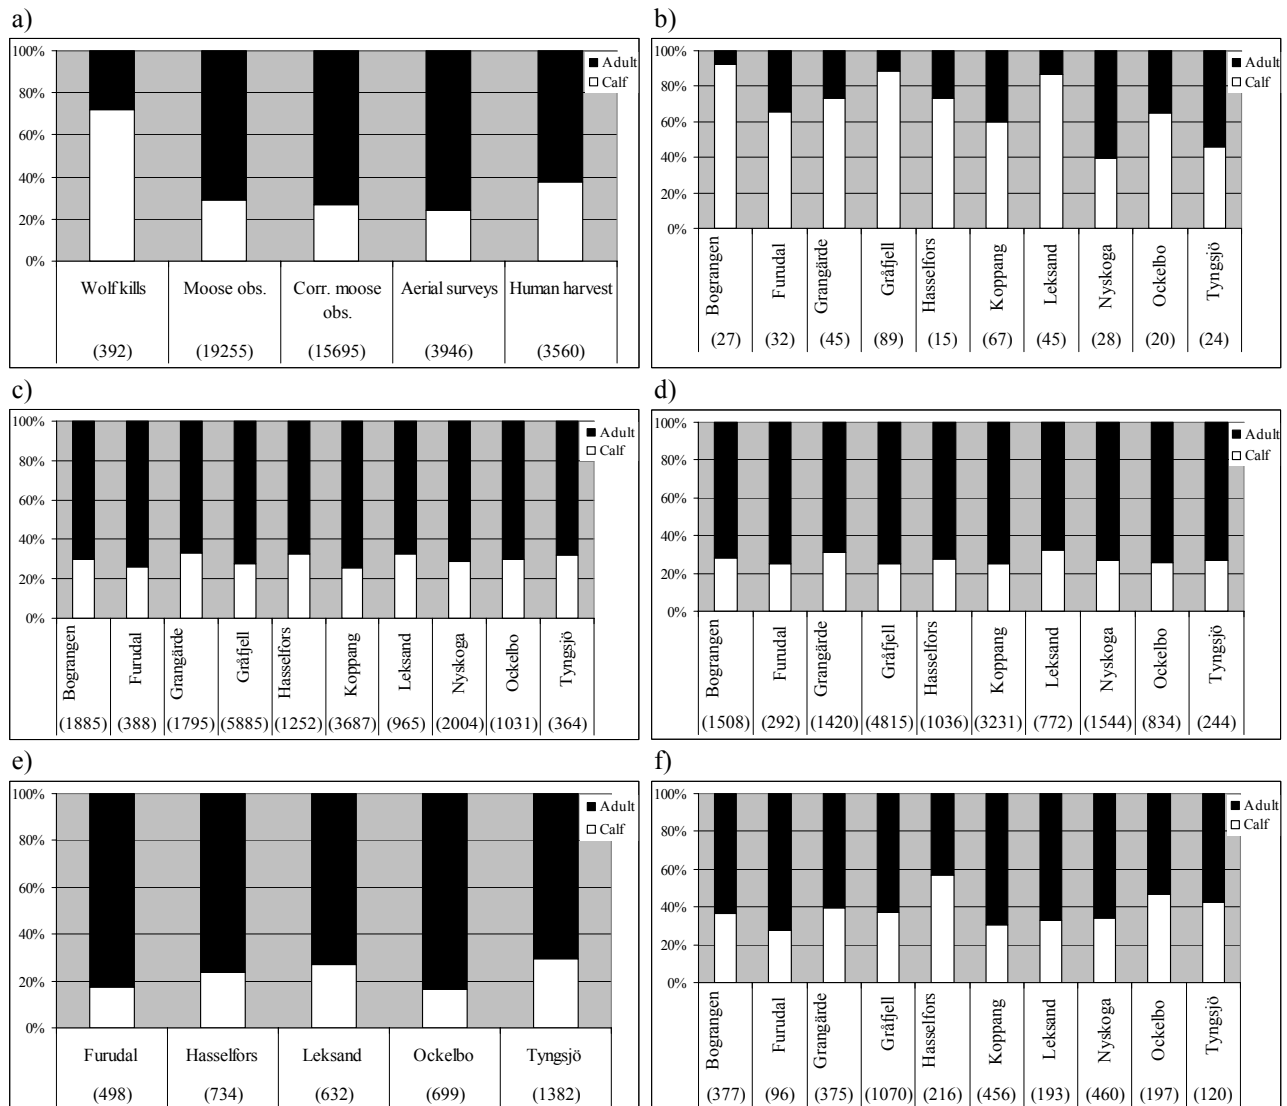 a)
100%
80%
60%
40%
20%
0%
Adult
Calf
Wolf kills Moose obs. Corr. moose obs. Aerial surveys Human harvest
(392) (19255) (15695) (3946) (3560)
b)
100%
80%
60%
40%
20%
0%
Adult
Calf
Bograngen Furudal Grangärde Gråfjell Hasselfors Koppang Leksand Nyskoga Ockelbo Tyngsjö
(27) (32) (45) (89) (15) (67) (45) (28) (20) (24)
c)
100%
80%
60%
40%
20%
0%
Adult
Calf
Bograngen Furudal Grangärde Gråfjell Hasselfors Koppang Leksand Nyskoga Ockelbo Tyngsjö
(1885) (388) (1795) (5885) (1252) (3687) (965) (2004) (1031) (364)
d)
100%
80%
60%
40%
20%
0%
Adult
Calf
Bograngen Furudal Grangärde Gråfjell Hasselfors Koppang Leksand Nyskoga Ockelbo Tyngsjö
(1508) (292) (1420) (4815) (1036) (3231) (772) (1544) (834) (244)
e)
100%
80%
60%
40%
20%
0%
Adult
Calf
Furudal Hasselfors Leksand Ockelbo Tyngsjö
(498) (734) (632) (699) (1382)
f)
100%
80%
60%
40%
20%
0%
Adult
Calf
Bograngen Furudal Grangärde Gråfjell Hasselfors Koppang Leksand Nyskoga Ockelbo Tyngsjö
(377) (96) (375) (1070) (216) (456) (193) (460) (197) (120)